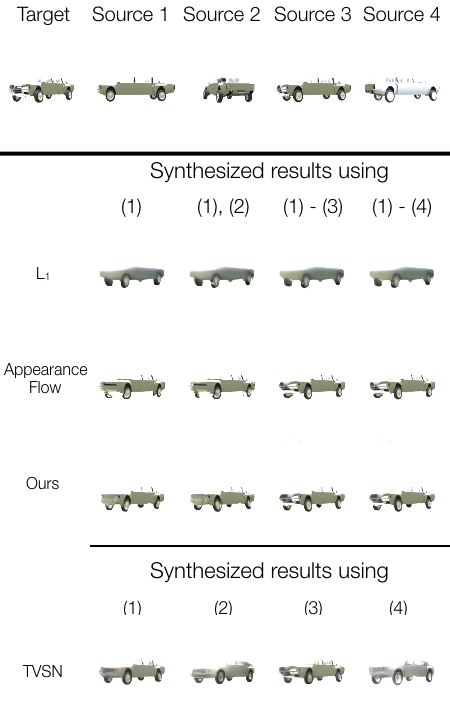 Target Source 1 Source 2 Source 3 Source 4
Synthesized results using
(1) (1), (2) (1) - (3) (1) - (4)
L₁
Appearance
Flow
Ours
Synthesized results using
(1) (2) (3) (4)
TVSN